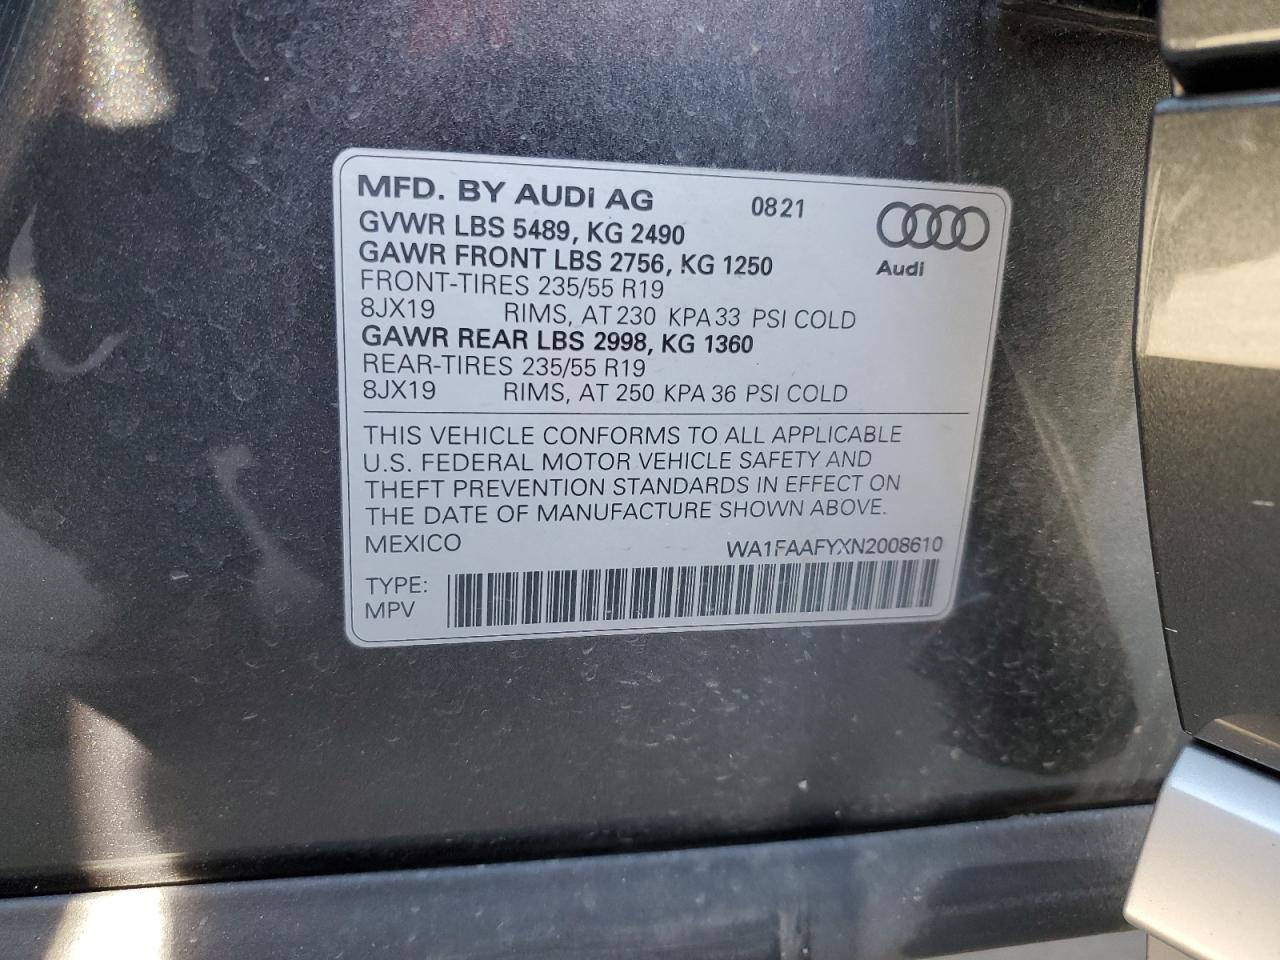 MFD. BY AUDI AG 0821
GVWR LBS 5489, KG 2490
GAWR FRONT LBS 2756, KG 1250
Audi
FRONT-TIRES 235/55 R19
8JX19 RIMS, AT 230 KPA 33 PSI COLD
GAWR REAR LBS 2998, KG 1360
REAR-TIRES 235/55 R19
8JX19 RIMS, AT 250 KPA 36 PSI COLD
THIS VEHICLE CONFORMS TO ALL APPLICABLE
U.S. FEDERAL MOTOR VEHICLE SAFETY AND
THEFT PREVENTION STANDARDS IN EFFECT ON
THE DATE OF MANUFACTURE SHOWN ABOVE.
MEXICO WA1FAAFYXN2008610
TYPE:
MPV